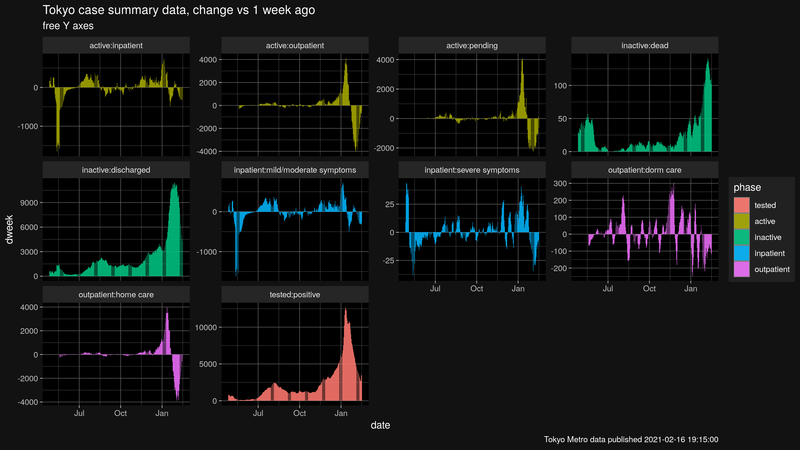 Tokyo case summary data, change vs 1 week ago
free Y axes
active:inpatient
active:outpatient
active:pending
inactive:dead
0
-1000
4000
2000
0
-2000
-4000
4000
2000
0
-2000
100
50
0
inactive:discharged
inpatient:mild/moderate symptoms
inpatient:severe symptoms
outpatient:dorm care
9000
6000
3000
0
0
-1000
25
0
-25
300
200
100
0
-100
-200
Jul
Oct
Jan
Jul
Oct
Jan
outpatient:home care
tested:positive
4000
2000
0
-2000
-4000
10000
5000
0
Jul
Oct
Jan
Jul
Oct
Jan
dweek
date
phase
tested
active
inactive
inpatient
outpatient
Tokyo Metro data published 2021-02-16 19:15:00